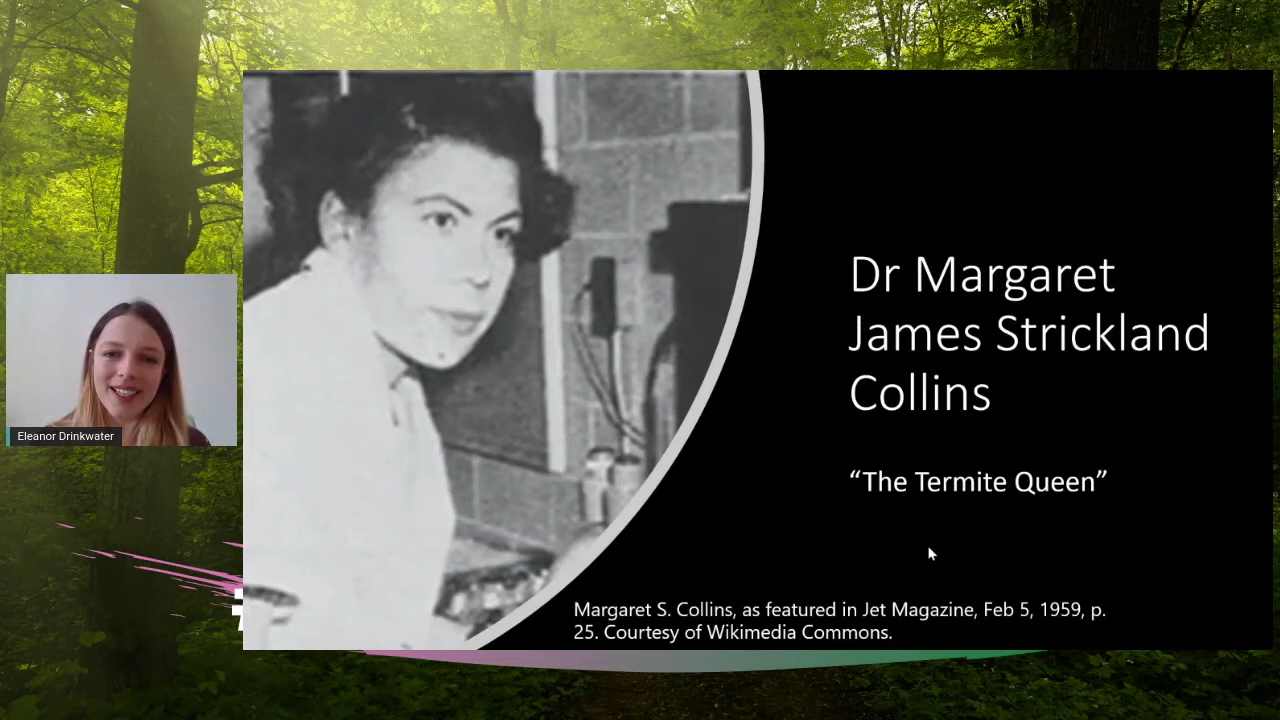 Eleanor Drinkwater
Dr Margaret
James Strickland
Collins
“The Termite Queen”
Margaret S. Collins, as featured in Jet Magazine, Feb 5, 1959, p.
25. Courtesy of Wikimedia Commons.